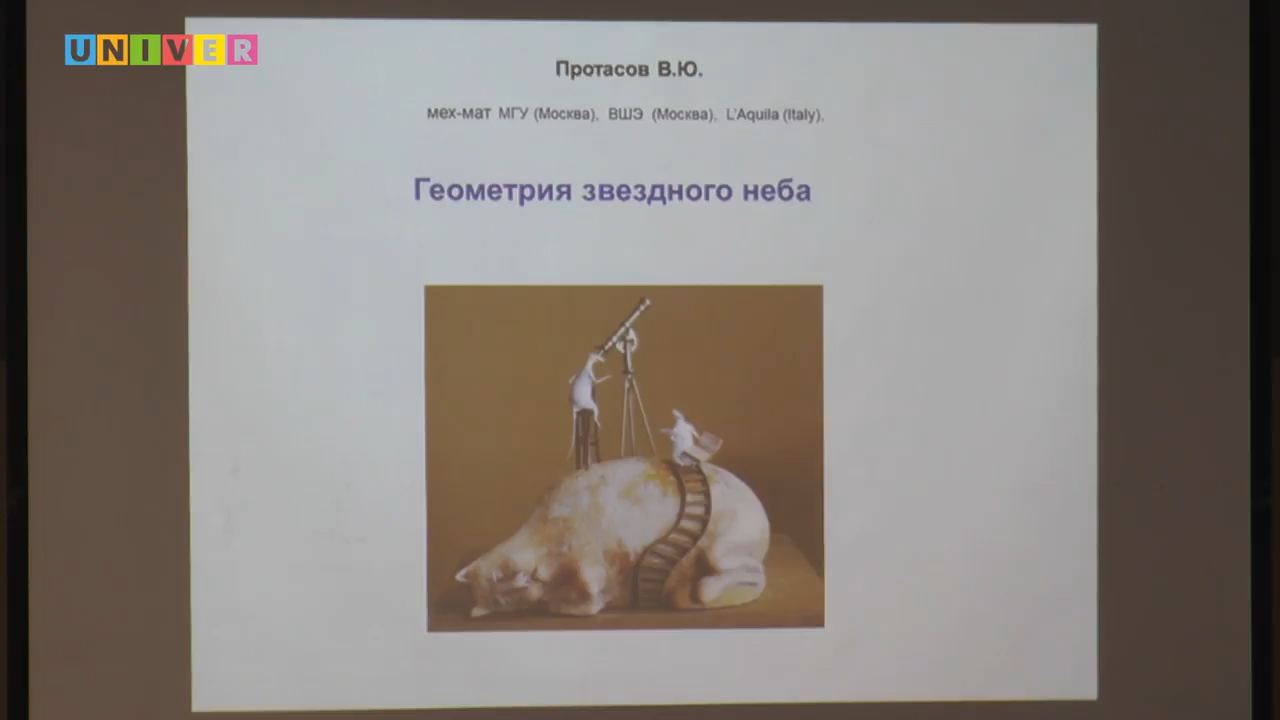 UNIVER
Протасов В.Ю.
мех-мат МГУ (Москва), ВШЭ (Москва), L'Aquila (Italy),
Геометрия звездного неба